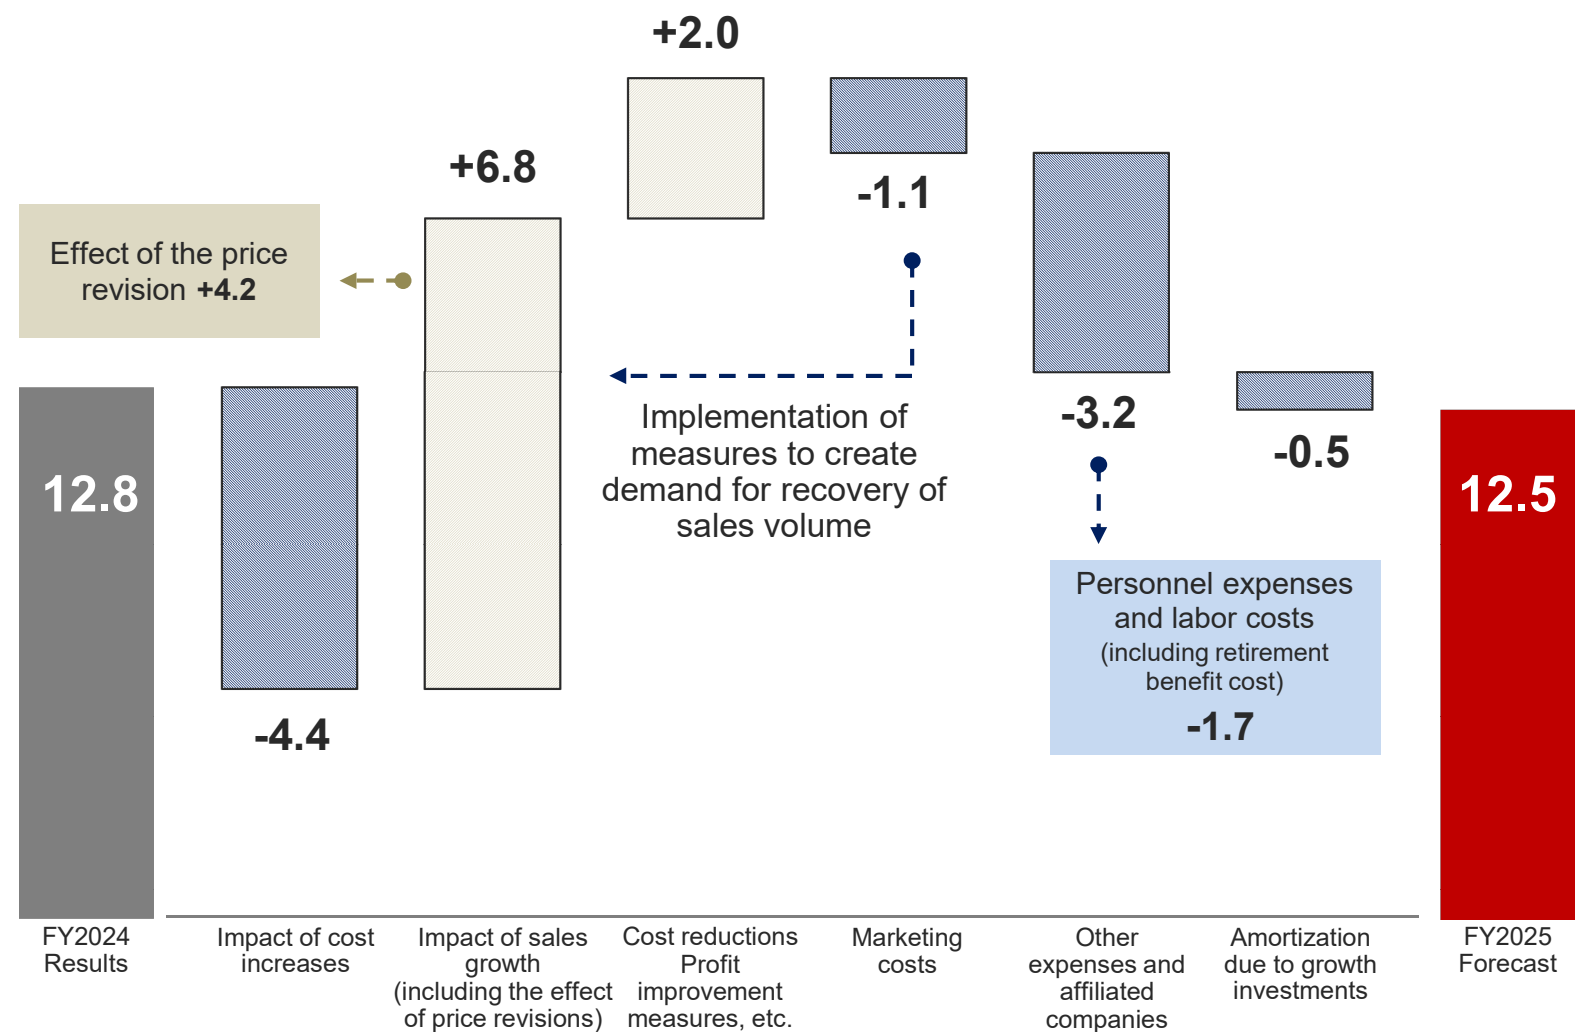 +2.0
+6.8
-1.1
Effect of the price
revision +4.2
12.8
-4.4
Implementation of
measures to create
demand for recovery of
sales volume
-3.2
-0.5
Personnel expenses
and labor costs
(including retirement
benefit cost)
-1.7
12.5
FY2024
Results
Impact of cost
increases
Impact of sales
growth
(including the effect
of price revisions)
Cost reductions
Profit
improvement
measures, etc.
Marketing
costs
Other
expenses and
affiliated
companies
Amortization
due to growth
investments
FY2025
Forecast